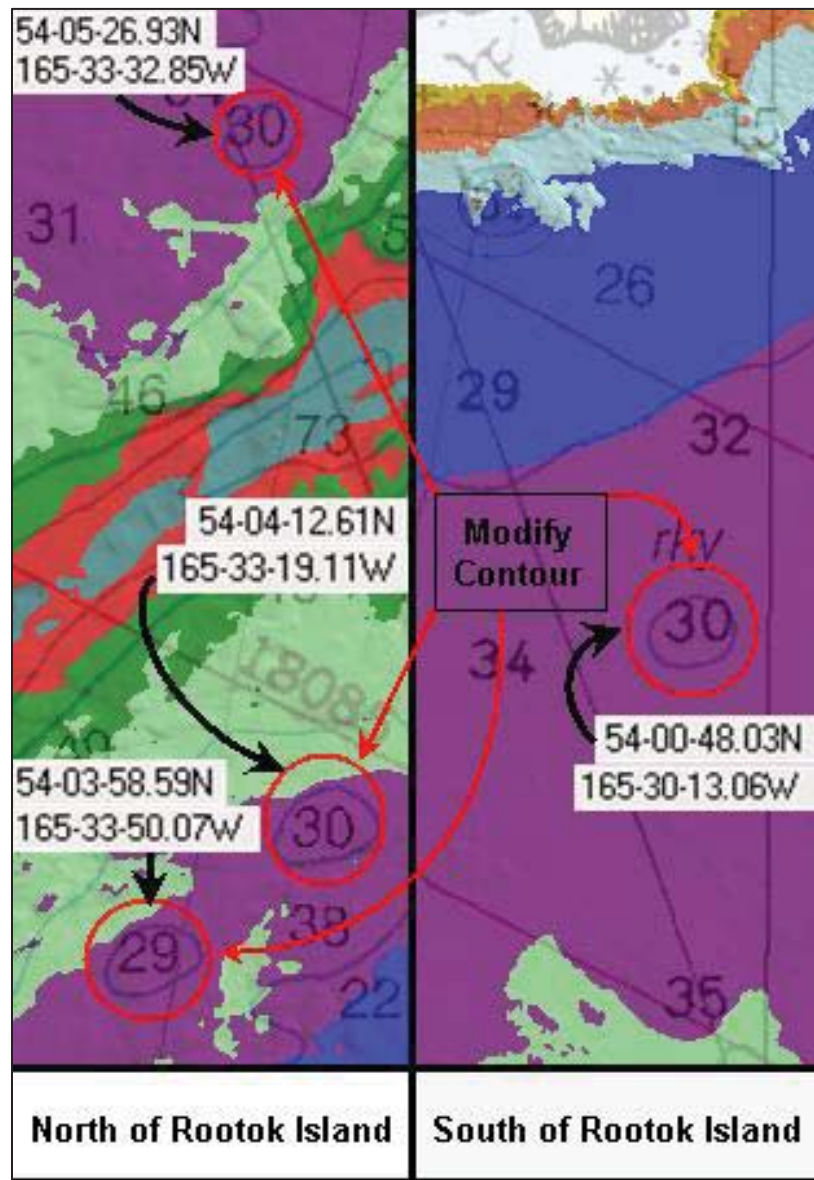 54-05-26.93N
165-33-32.85W
30
31
46
73
54-04-12.61N
165-33-19.11W
1808
54-03-58.59N
165-33-50.07W
30
29
38
22
15
26
29
32
Modify
Contour
rky
30
34
54-00-48.03N
165-30-13.06W
35
North of Rootok Island
South of Rootok Island